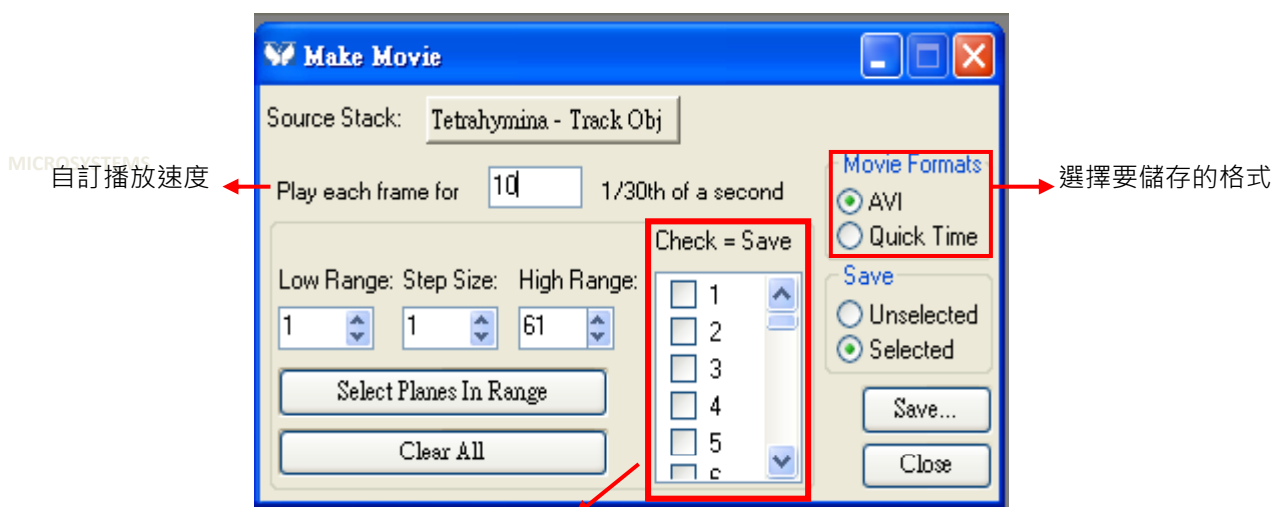 Make Movie
Source Stack: Tetrahymina - Track Obj
MICROSYSTEMS
自訂播放速度
Play each frame for 10 1/30th of a second
Movie Formats
AVI
Quick Time
選擇要儲存的格式
Check = Save
Low Range: Step Size: High Range:
1 1 61
1
2
3
4
5
Save
Unselected
Selected
Select Planes In Range
Clear All
Save...
Close